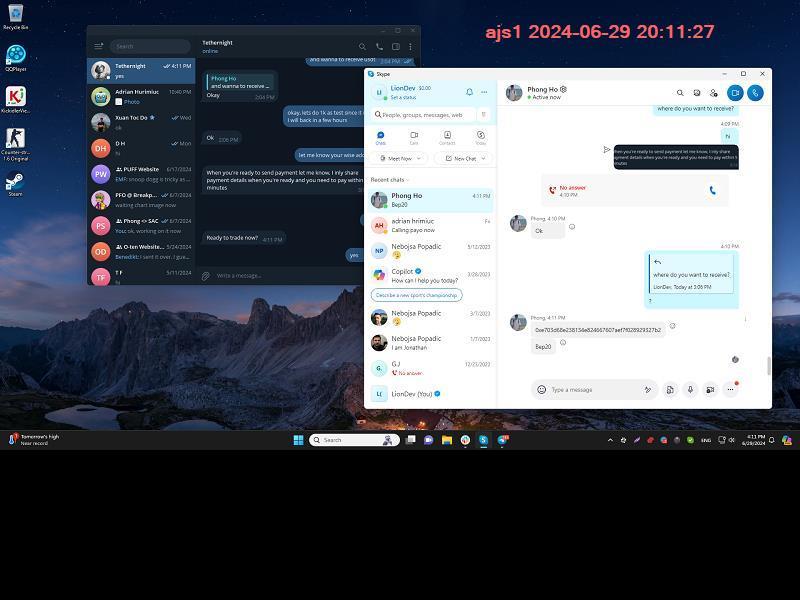 ajs1 2024-06-29 20:11:27
Recycle Bin
QQPlayer
Counter-str...
1.6 Original
Steam
Search
Tethernight
4:11 PM
yes
Adrian Hurimiuc
10:40 PM
Photo
Xuan Toc Do
Wed
ok
D H
Mon
hi
PUFF Website
6/17/2024
EMF: snoop dogg is tricky as...
PFO @ Breakp...
6/7/2024
waiting chart image now
Phong <> SAC
6/7/2024
You: ok, working on it now
O-ten Website...
5/24/2024
Benedikt: I sent it over. I gue...
T F
5/11/2024
hi
Tethernight
online
and wanna to receive usdt
2:04 PM
Phong Ho
and wanna to receive ...
Okay
2:04 PM
okay, lets do 1k as test since it
I will back in a few hours
Ok
2:06 PM
let me know your wise add
When you're ready to send payment let me know, I my share
payment details when you're ready and you need to pay within
minutes
Ready to trade now?
4:11 PM
yes
Write a message...
Skype
LionDev
$0.00
Set a status
People, groups, messages, web
Chats
Calls
Contacts
Today
Meet Now
New Chat
Recent chats
Phong Ho
4:11 PM
Bep20
adrian hrimiuc
Fri
Calling payo now
Nebojsa Popadic
5/12/2023
Copilot
3/28/2023
How can I help you today?
Describe a new sport's championship
Nebojsa Popadic
3/7/2023
Nebojsa Popadic
1/7/2023
I am Jonathan
GJ
12/23/2022
No answer
LionDev (You)
Phong Ho
Active now
where do you want to receive?
4:09 PM
hi
When you're ready to send payment let me know, I my share
payment details when you're ready and you need to pay within
minutes
No answer
4:10 PM
Phong, 4:10 PM
Ok
4:10 PM
where do you want to receive?
LionDev, Today at 3:06 PM
?
Phong, 4:11 PM
Bep20
Type a message
Tomorrow's high
Near record
Search
ENG
4:11 PM
6/29/2024